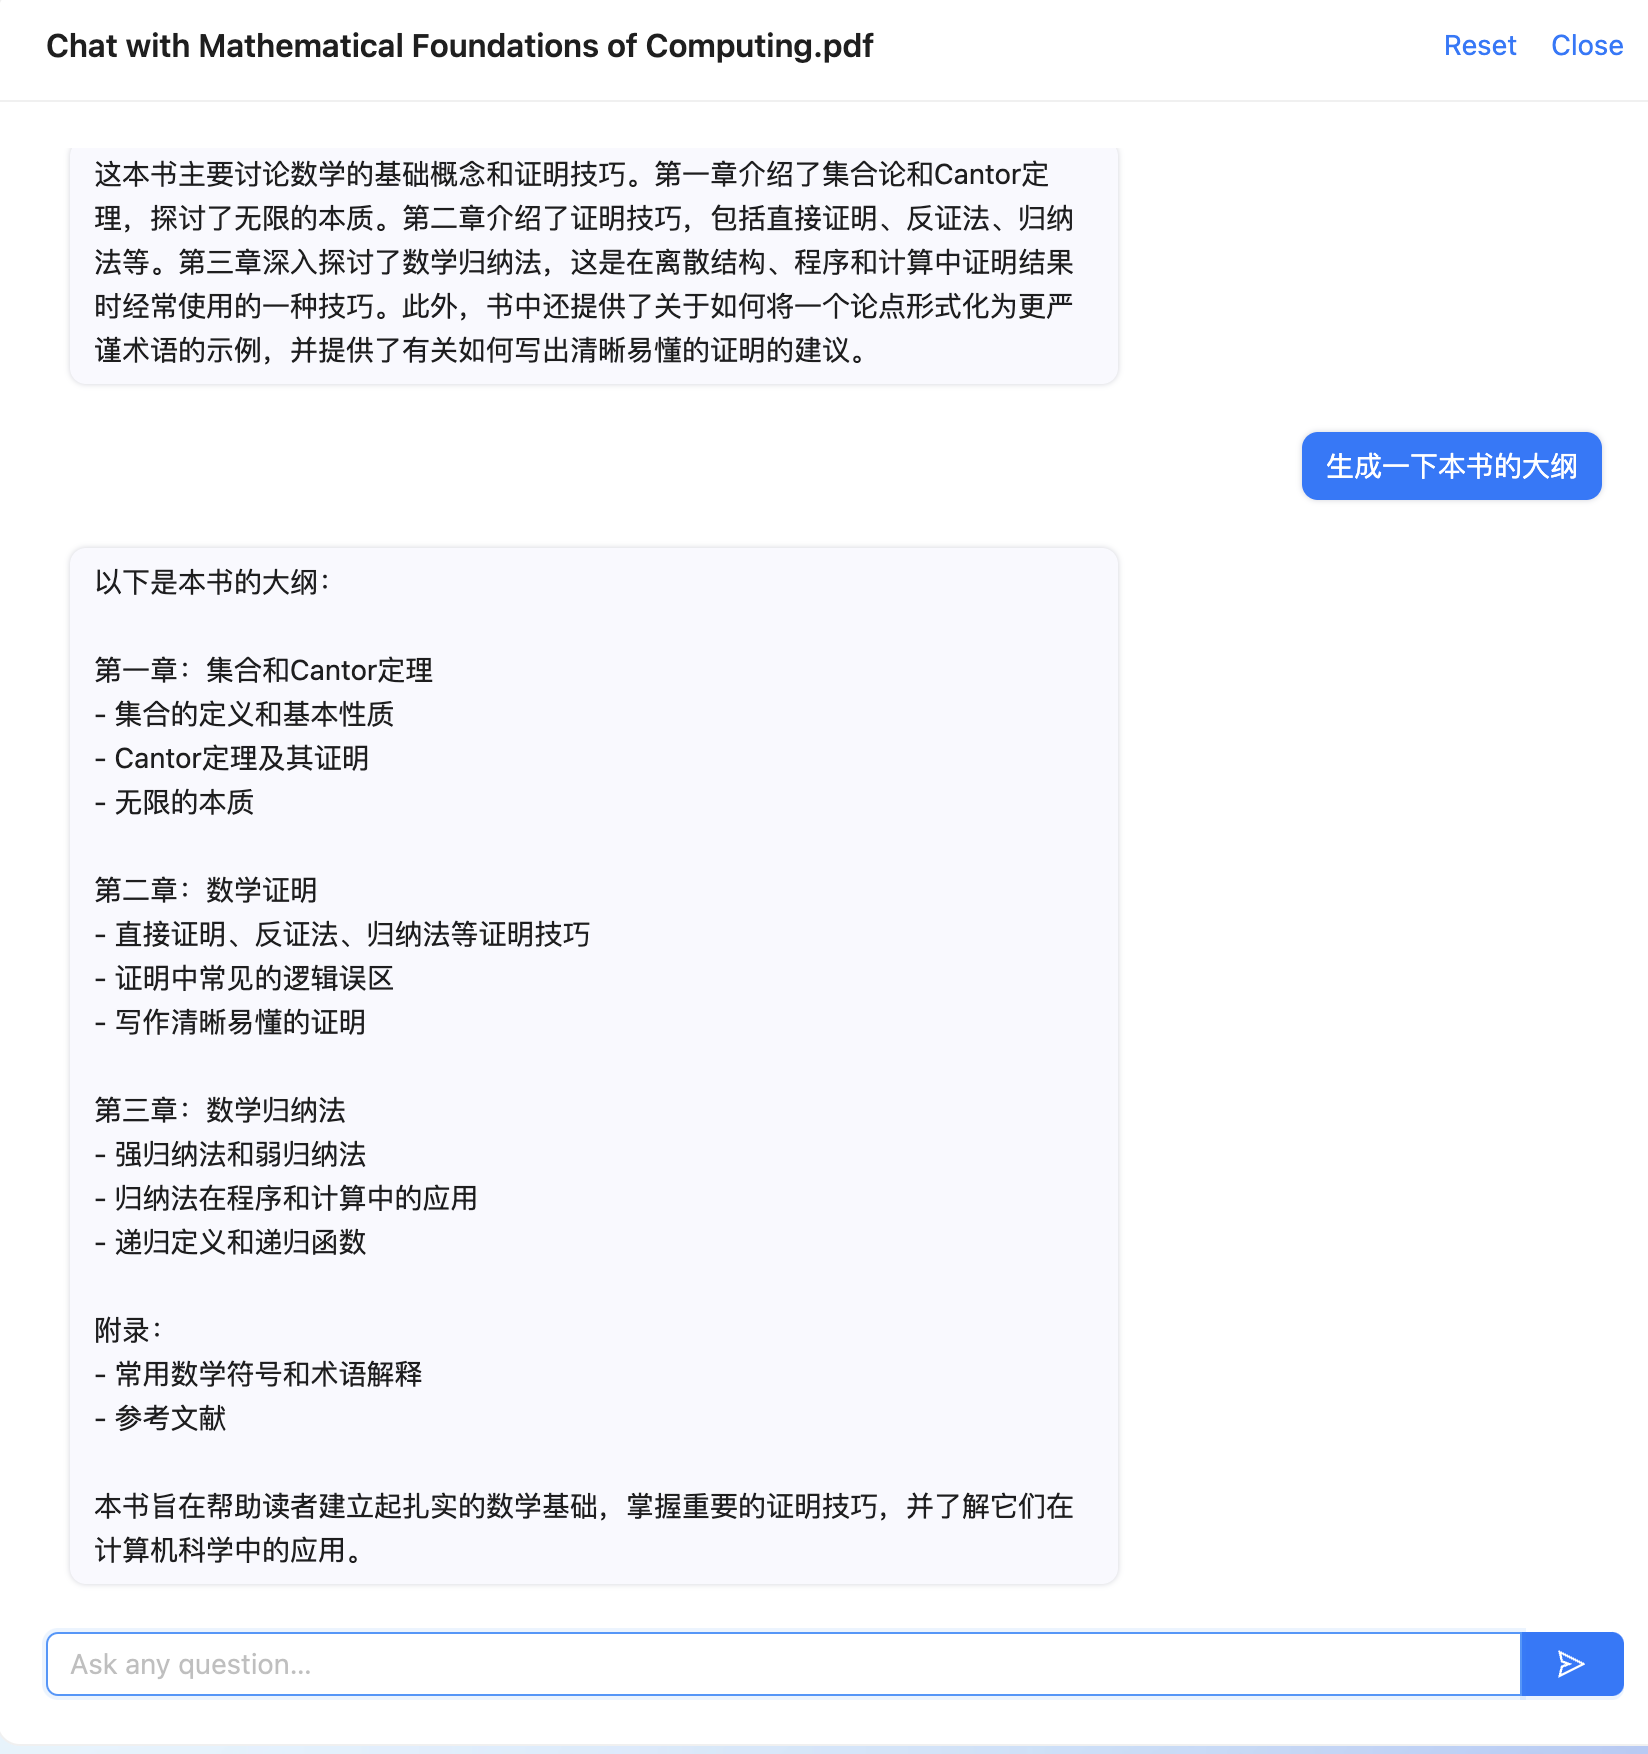 Chat with Mathematical Foundations of Computing.pdf
Reset Close
这本书主要讨论数学的基础概念和证明技巧。第一章介绍了集合论和Cantor定
理，探讨了无限的本质。第二章介绍了证明技巧，包括直接证明、反证法、归纳
法等。第三章深入探讨了数学归纳法，这是在离散结构、程序和计算中证明结果
时经常使用的一种技巧。此外，书中还提供了关于如何将一个论点形式化为更严
谨术语的示例，并提供了有关如何写出清晰易懂的证明的建议。
生成一下本书的大纲
以下是本书的大纲：
第一章：集合和Cantor定理
- 集合的定义和基本性质
- Cantor定理及其证明
- 无限的本质
第二章：数学证明
- 直接证明、反证法、归纳法等证明技巧
- 证明中常见的逻辑误区
- 写作清晰易懂的证明
第三章：数学归纳法
- 强归纳法和弱归纳法
- 归纳法在程序和计算中的应用
- 递归定义和递归函数
附录：
- 常用数学符号和术语解释
- 参考文献
本书旨在帮助读者建立起扎实的数学基础，掌握重要的证明技巧，并了解它们在
计算机科学中的应用。
Ask any question...